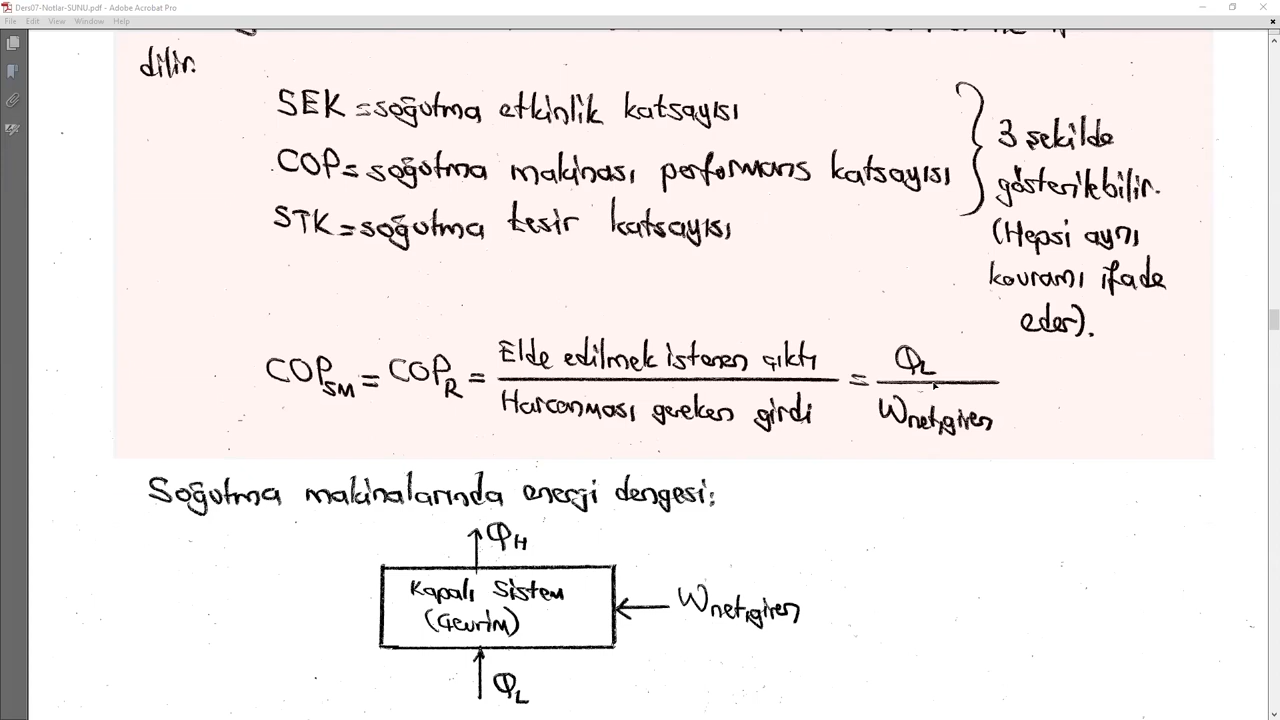 Ders07-Notlar-SUNU.pdf - Adobe Acrobat Pro
File Edit View Window Help
dilir.
SEK = soğutma etkinlik katsayısı
COP = soğutma makinası performans katsayısı
STK = soğutma tesir katsayısı
3 şekilde
gösterilebilir.
(Hepsi aynı
kavramı ifade
eder).
COP_SM = COP_R = Elde edilmek istenen çıktı / Harcanması gereken girdi = Q_L / W_net,giren
Soğutma makinalarında enerji dengesi:
Q_H
Kapalı Sistem
(Çevrim)
W_net,giren
Q_L